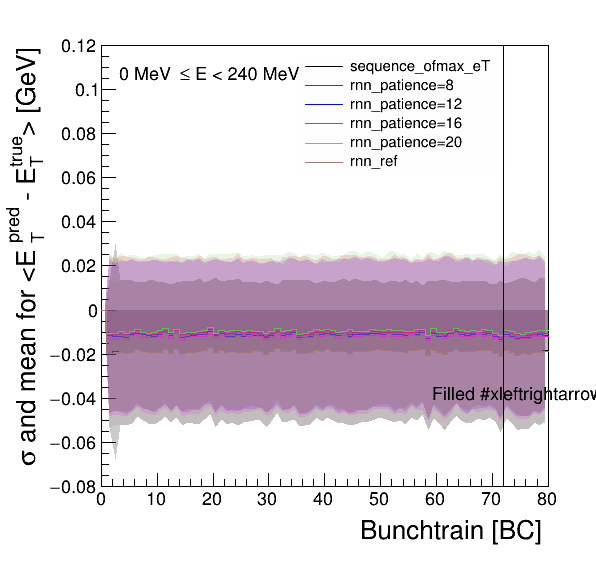 0.12
0.1
0.08
0.06
0.04
0.02
0
−0.02
−0.04
−0.06
−0.08
σ and mean for <E_T^pred - E_T^true> [GeV]
0 MeV ≤ E < 240 MeV
sequence_ofmax_eT
rnn_patience=8
rnn_patience=12
rnn_patience=16
rnn_patience=20
rnn_ref
Filled #xleftrightarrow
0 10 20 30 40 50 60 70 80
Bunchtrain [BC]